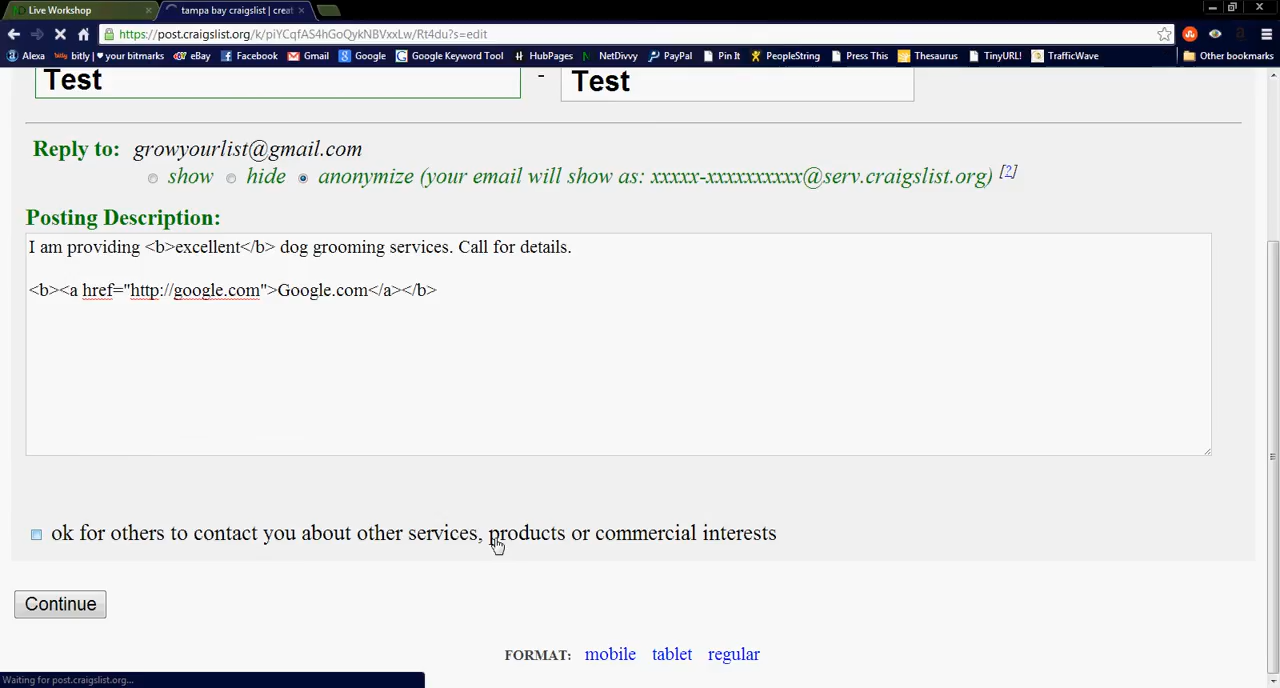 Live Workshop
tampa bay craigslist | creat
https://post.craigslist.org/k/piYCqfAS4hGoQykNBVxxLw/Rt4du?s=edit
Alexa bitly | ♥ your bitmarks eBay Facebook Gmail Google Google Keyword Tool HubPages NetDivvy PayPal Pin It PeopleString Press This Thesaurus TinyURL! TrafficWave Other bookmarks
Test - Test
Reply to: growyourlist@gmail.com
show hide anonymize (your email will show as: xxxxx-xxxxxxxxxx@serv.craigslist.org) [?]
Posting Description:
I am providing <b>excellent</b> dog grooming services. Call for details.
<b><a href="http://google.com">Google.com</a></b>
ok for others to contact you about other services, products or commercial interests
Continue
FORMAT: mobile tablet regular
Waiting for post.craigslist.org...